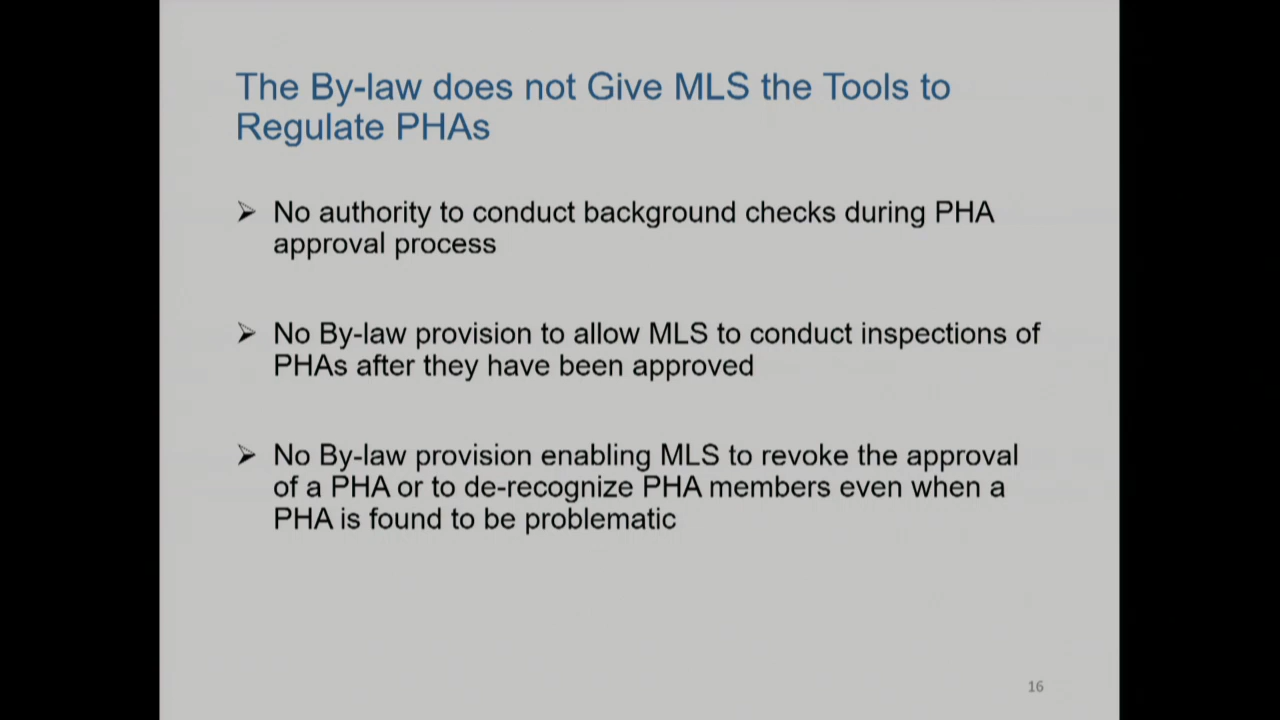 The By-law does not Give MLS the Tools to
Regulate PHAs
➢ No authority to conduct background checks during PHA
approval process
➢ No By-law provision to allow MLS to conduct inspections of
PHAs after they have been approved
➢ No By-law provision enabling MLS to revoke the approval
of a PHA or to de-recognize PHA members even when a
PHA is found to be problematic
16